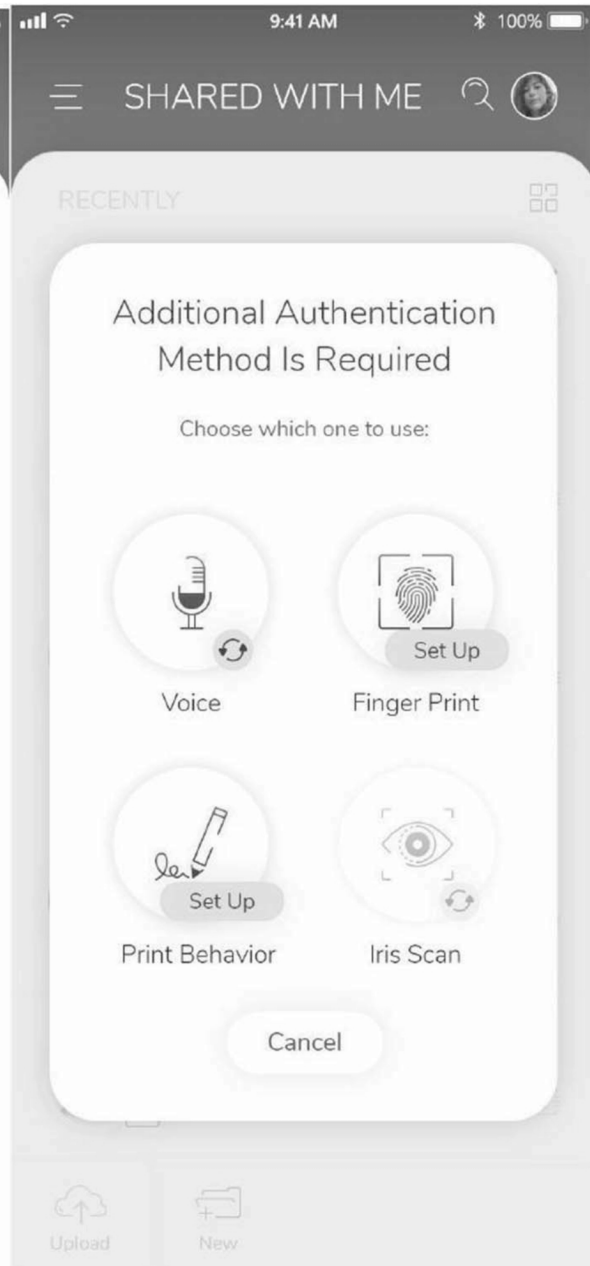 9:41 AM
100%
SHARED WITH ME
RECENTLY
Additional Authentication
Method Is Required
Choose which one to use:
Set Up
Voice
Finger Print
Set Up
Print Behavior
Iris Scan
Cancel
Upload
New